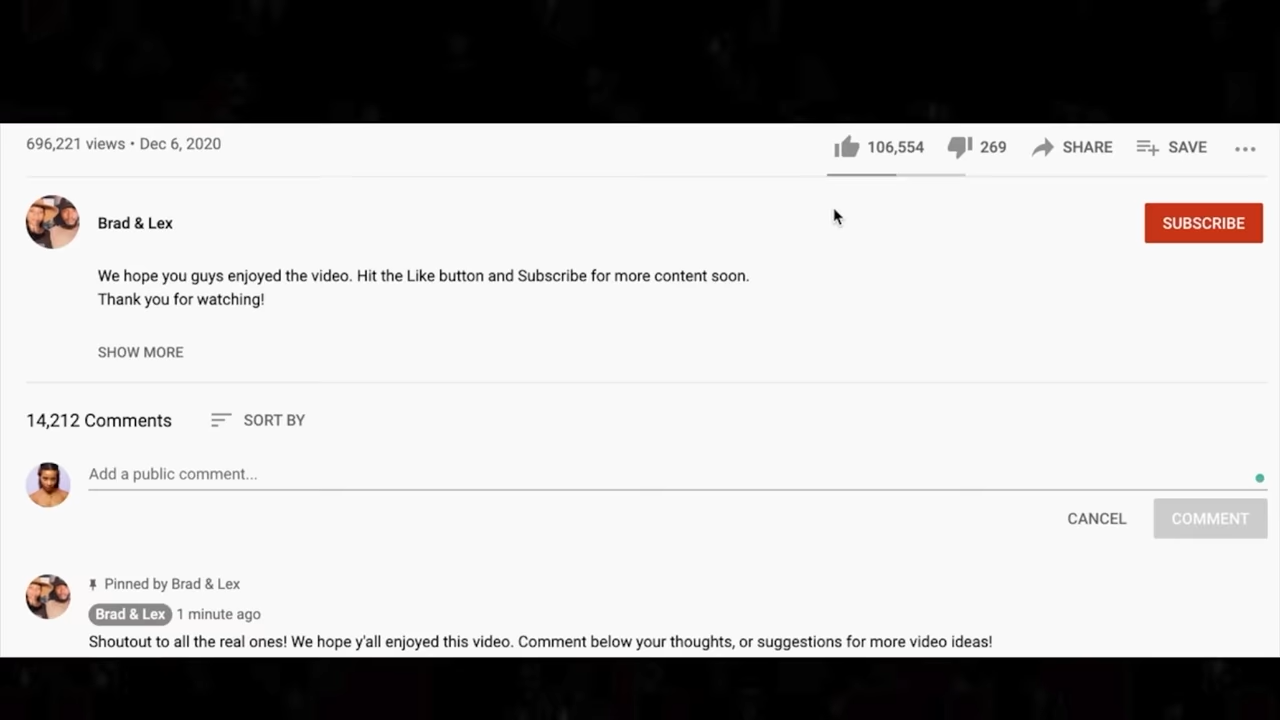 696,221 views • Dec 6, 2020
106,554
269
SHARE
SAVE
Brad & Lex
SUBSCRIBE
We hope you guys enjoyed the video. Hit the Like button and Subscribe for more content soon.
Thank you for watching!
SHOW MORE
14,212 Comments
SORT BY
Add a public comment...
CANCEL
COMMENT
Pinned by Brad & Lex
Brad & Lex 1 minute ago
Shoutout to all the real ones! We hope y'all enjoyed this video. Comment below your thoughts, or suggestions for more video ideas!